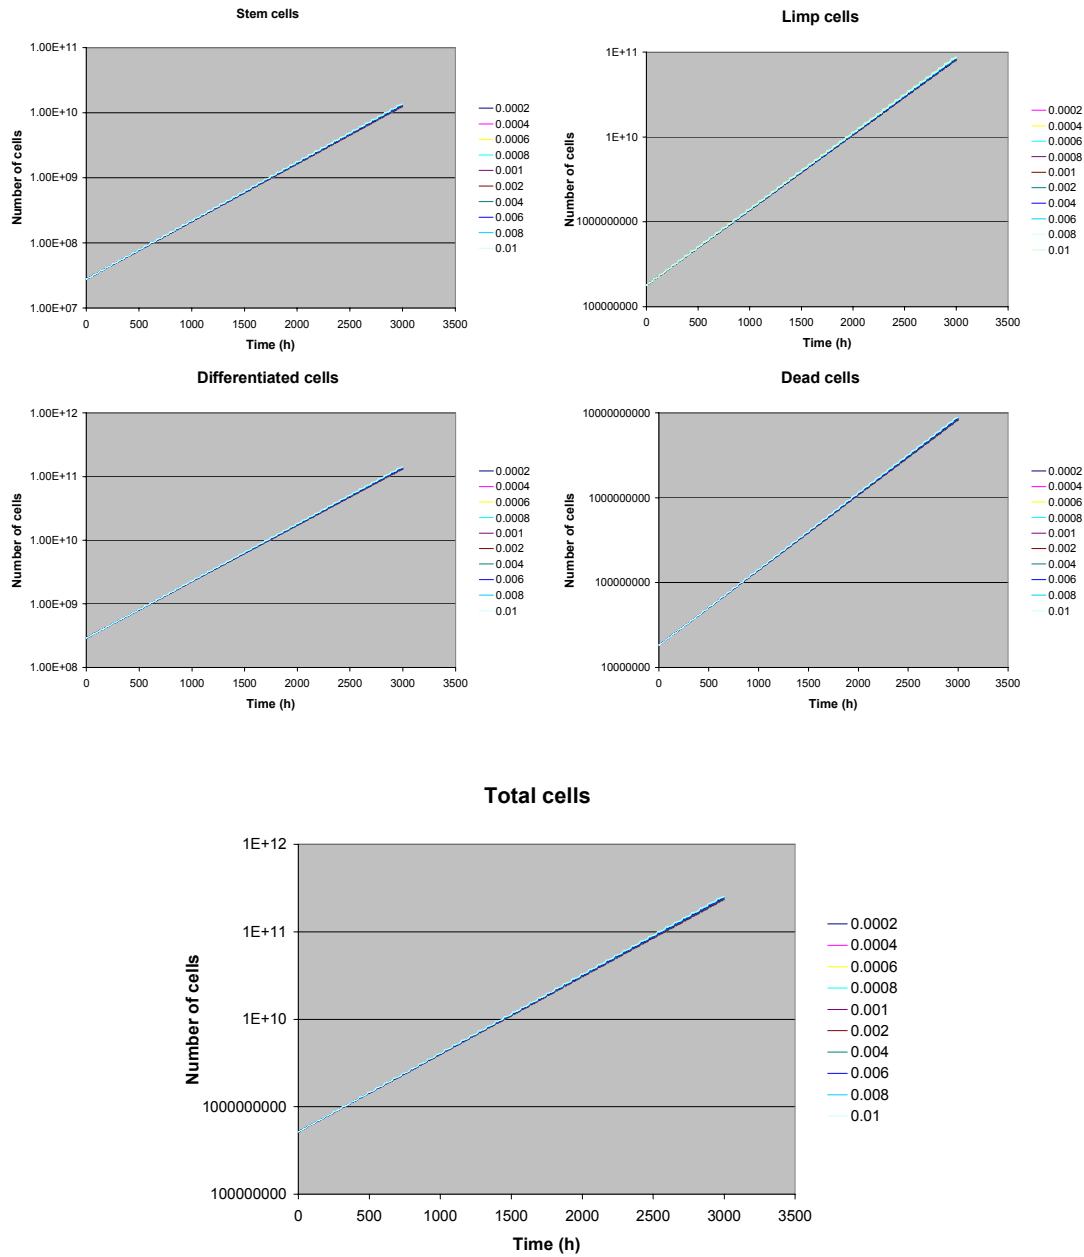 Stem cells
1.00E+11
1.00E+10
1.00E+09
1.00E+08
1.00E+07
0 500 1000 1500 2000 2500 3000 3500
Time (h)
Number of cells
0.0002
0.0004
0.0006
0.0008
0.001
0.002
0.004
0.006
0.008
0.01
Limp cells
1E+11
1E+10
1000000000
100000000
0 500 1000 1500 2000 2500 3000 3500
Time (h)
Number of cells
0.0002
0.0004
0.0006
0.0008
0.001
0.002
0.004
0.006
0.008
0.01
Differentiated cells
1.00E+12
1.00E+11
1.00E+10
1.00E+09
1.00E+08
0 500 1000 1500 2000 2500 3000 3500
Time (h)
Number of cells
0.0002
0.0004
0.0006
0.0008
0.001
0.002
0.004
0.006
0.008
0.01
Dead cells
10000000000
1000000000
100000000
10000000
0 500 1000 1500 2000 2500 3000 3500
Time (h)
Number of cells
0.0002
0.0004
0.0006
0.0008
0.001
0.002
0.004
0.006
0.008
0.01
Total cells
1E+12
1E+11
1E+10
1000000000
100000000
0 500 1000 1500 2000 2500 3000 3500
Time (h)
Number of cells
0.0002
0.0004
0.0006
0.0008
0.001
0.002
0.004
0.006
0.008
0.01